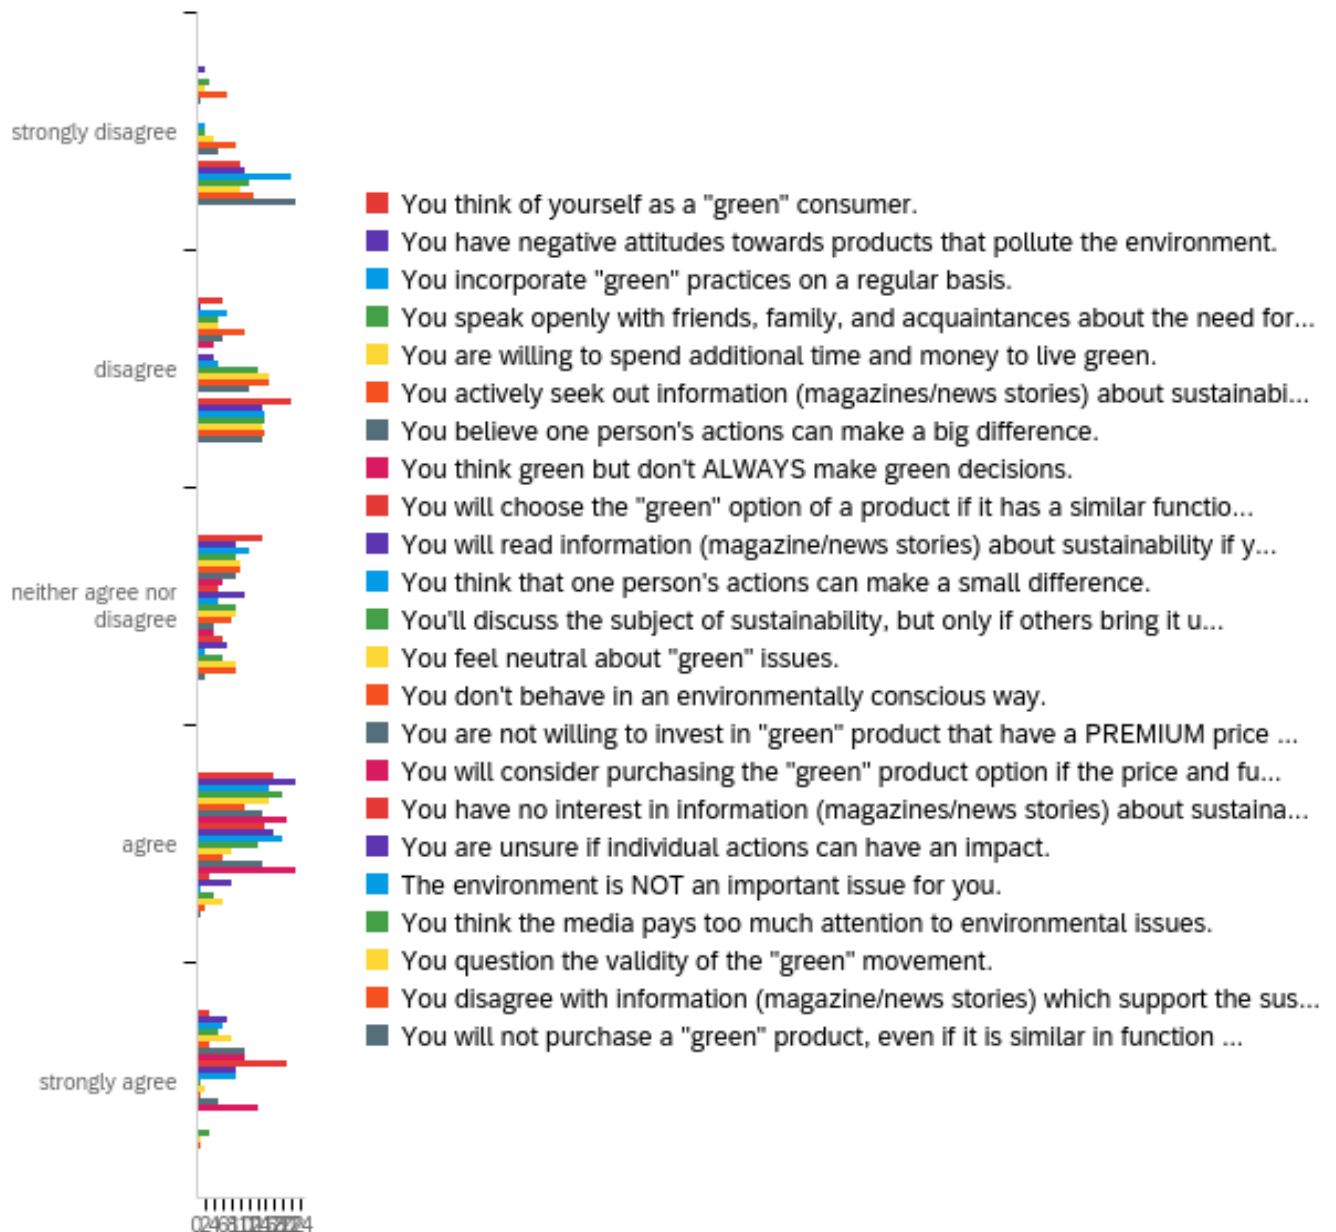 strongly disagree
disagree
neither agree nor
disagree
agree
strongly agree
You think of yourself as a "green" consumer.
You have negative attitudes towards products that pollute the environment.
You incorporate "green" practices on a regular basis.
You speak openly with friends, family, and acquaintances about the need for...
You are willing to spend additional time and money to live green.
You actively seek out information (magazines/news stories) about sustainabi...
You believe one person's actions can make a big difference.
You think green but don't ALWAYS make green decisions.
You will choose the "green" option of a product if it has a similar functio...
You will read information (magazine/news stories) about sustainability if y...
You think that one person's actions can make a small difference.
You'll discuss the subject of sustainability, but only if others bring it u...
You feel neutral about "green" issues.
You don't behave in an environmentally conscious way.
You are not willing to invest in "green" product that have a PREMIUM price ...
You will consider purchasing the "green" product option if the price and fu...
You have no interest in information (magazines/news stories) about sustaina...
You are unsure if individual actions can have an impact.
The environment is NOT an important issue for you.
You think the media pays too much attention to environmental issues.
You question the validity of the "green" movement.
You disagree with information (magazine/news stories) which support the sus...
You will not purchase a "green" product, even if it is similar in function ...